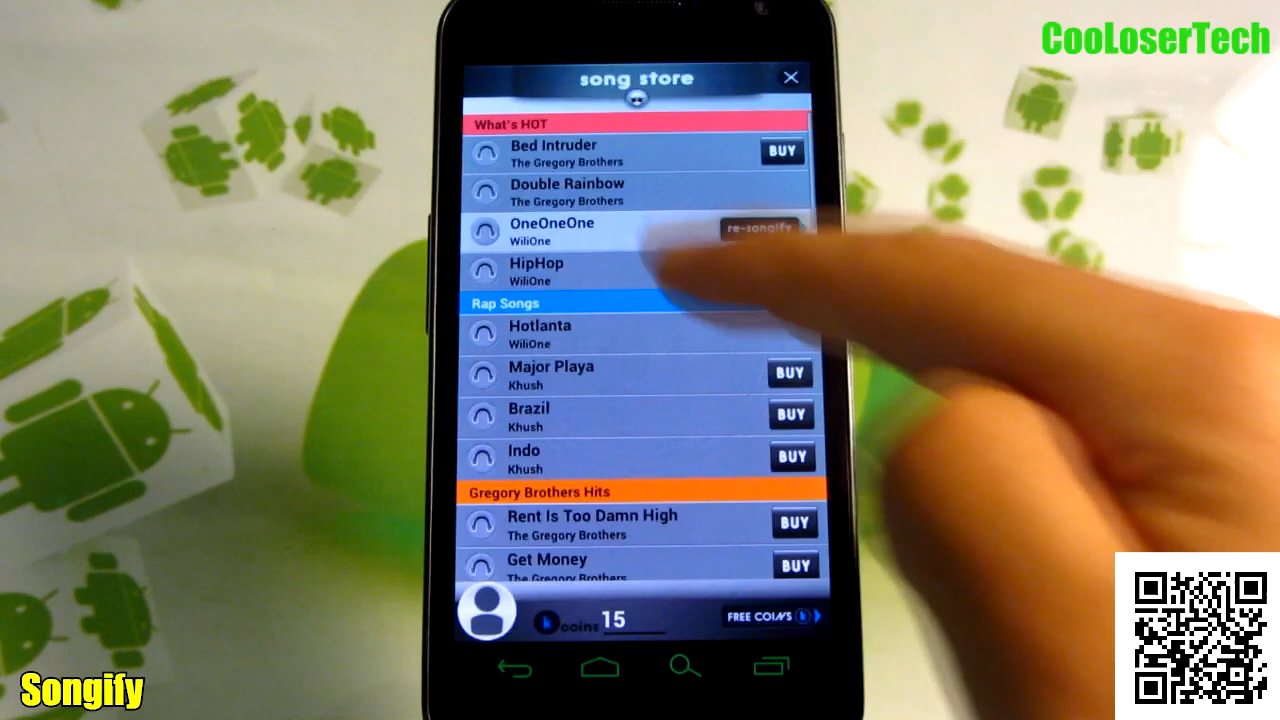 CooLoserTech
song store
What's HOT
Bed Intruder
The Gregory Brothers
BUY
Double Rainbow
The Gregory Brothers
OneOneOne
WiliOne
re-songify
HipHop
WiliOne
Rap Songs
Hotlanta
WiliOne
Major Playa
Khush
BUY
Brazil
Khush
BUY
Indo
Khush
BUY
Gregory Brothers Hits
Rent Is Too Damn High
The Gregory Brothers
BUY
Get Money
The Gregory Brothers
BUY
k coins 15
FREE COINS k
Songify